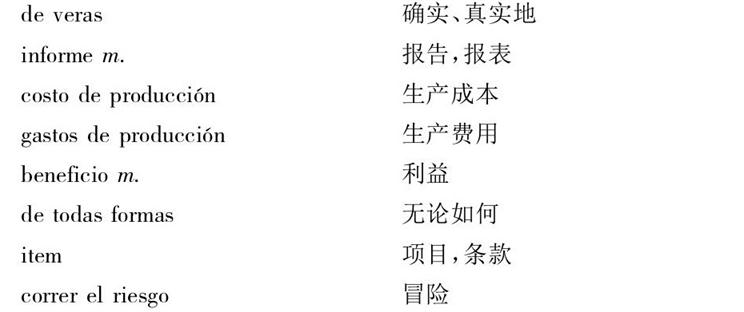 de veras 确实、真实地
informe m. 报告,报表
costo de producción 生产成本
gastos de producción 生产费用
beneficio m. 利益
de todas formas 无论如何
item 项目,条款
correr el riesgo 冒险